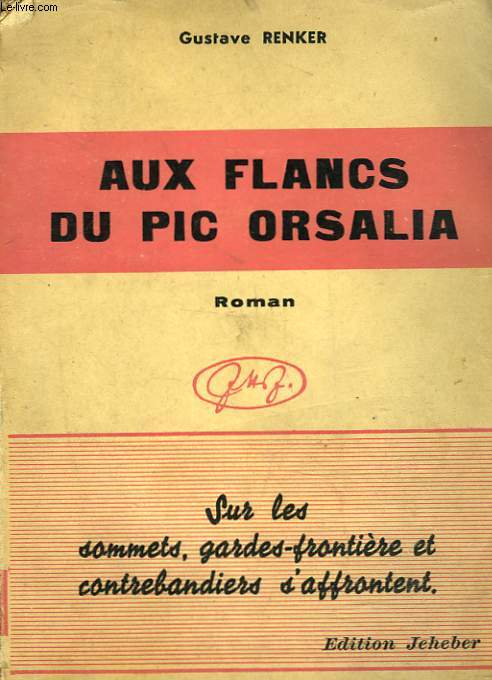 Le-livre.com
Gustave RENKER
AUX FLANCS
DU PIC ORSALIA
Roman
Sur les
sommets, gardes-frontière et
contrebandiers s'affrontent.
Edition Jeheber